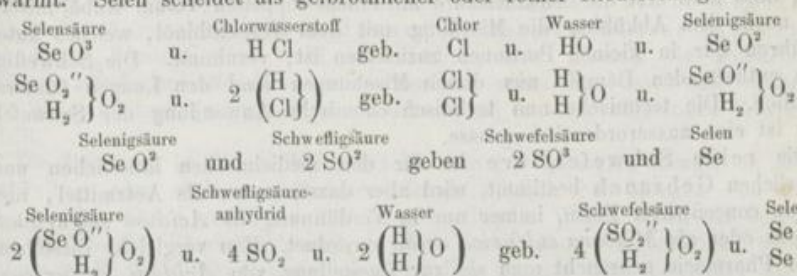 wärmt. Selen scheidet als gelbrothlicher oder
Selensäure Chlorwasserstoff Chlor Wasser Selenigsäure
Se O³ u. H Cl geb. Cl u. HO u. Se O²
Se O₂″ H₂ } O₂ u. 2 ( H Cl } ) geb. Cl Cl } u. H H } O u. Se O″ H₂ } O₂
Selenigsäure Schwefligsäure Schwefelsäure Selen
Se O² und 2 SO² geben 2 SO³ und Se
Selenigsäure Schwefligsäure-anhydrid Wasser Schwefelsäure Sele
2 ( Se O″ H₂ } O₂ ) u. 4 SO₂ u. 2 ( H H } O ) geb. 4 ( SO₂″ H₂ } O₂ ) u. Se Se